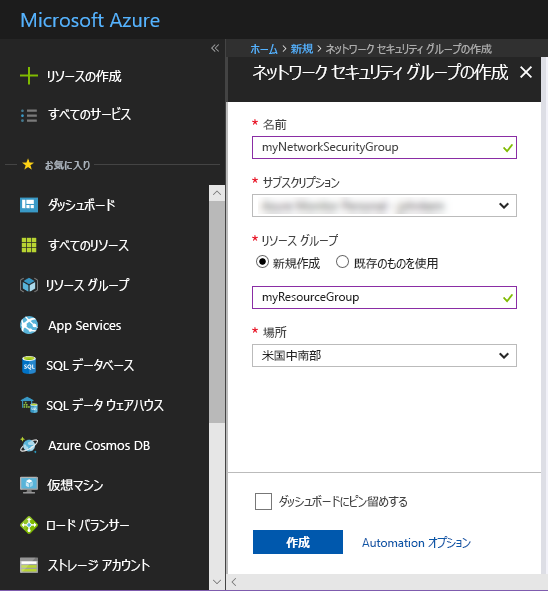 Microsoft Azure
«
リソースの作成
すべてのサービス
お気に入り
ダッシュボード
すべてのリソース
リソース グループ
App Services
SQL データベース
SQL データ ウェアハウス
Azure Cosmos DB
仮想マシン
ロード バランサー
ストレージ アカウント
ホーム > 新規 > ネットワーク セキュリティ グループの作成
ネットワーク セキュリティ グループの作成
* 名前
myNetworkSecurityGroup
* サブスクリプション
* リソース グループ
新規作成 既存のものを使用
myResourceGroup
* 場所
米国中南部
ダッシュボードにピン留めする
作成 Automation オプション